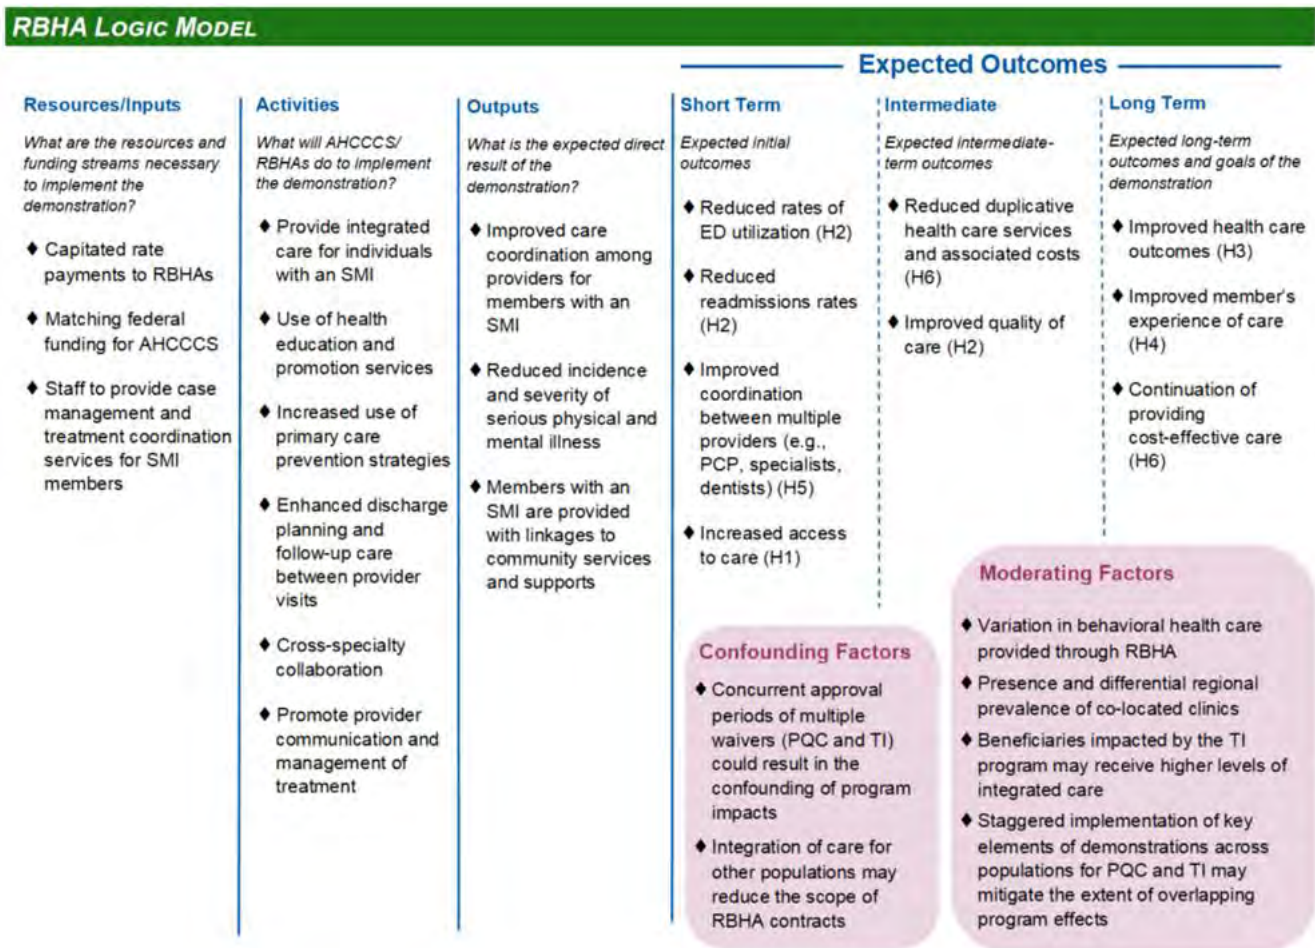 RBHA LOGIC MODEL
Expected Outcomes
Resources/Inputs
What are the resources and
funding streams necessary
to implement the
demonstration?
♦ Capitated rate
payments to RBHAs
♦ Matching federal
funding for AHCCCS
♦ Staff to provide case
management and
treatment coordination
services for SMI
members
Activities
What will AHCCCS/
RBHAs do to implement
the demonstration?
♦ Provide integrated
care for individuals
with an SMI
♦ Use of health
education and
promotion services
♦ Increased use of
primary care
prevention strategies
♦ Enhanced discharge
planning and
follow-up care
between provider
visits
♦ Cross-specialty
collaboration
♦ Promote provider
communication and
management of
treatment
Outputs
What is the expected direct
result of the
demonstration?
♦ Improved care
coordination among
providers for
members with an
SMI
♦ Reduced incidence
and severity of
serious physical and
mental illness
♦ Members with an
SMI are provided
with linkages to
community services
and supports
Short Term
Expected initial
outcomes
♦ Reduced rates of
ED utilization (H2)
♦ Reduced
readmissions rates
(H2)
♦ Improved
coordination
between multiple
providers (e.g.,
PCP, specialists,
dentists) (H5)
♦ Increased access
to care (H1)
Intermediate
Expected intermediate-
term outcomes
♦ Reduced duplicative
health care services
and associated costs
(H6)
♦ Improved quality of
care (H2)
Long Term
Expected long-term
outcomes and goals of the
demonstration
♦ Improved health care
outcomes (H3)
♦ Improved member's
experience of care
(H4)
♦ Continuation of
providing
cost-effective care
(H6)
Confounding Factors
♦ Concurrent approval
periods of multiple
waivers (PQC and TI)
could result in the
confounding of program
impacts
♦ Integration of care for
other populations may
reduce the scope of
RBHA contracts
Moderating Factors
♦ Variation in behavioral health care
provided through RBHA
♦ Presence and differential regional
prevalence of co-located clinics
♦ Beneficiaries impacted by the TI
program may receive higher levels of
integrated care
♦ Staggered implementation of key
elements of demonstrations across
populations for PQC and TI may
mitigate the extent of overlapping
program effects